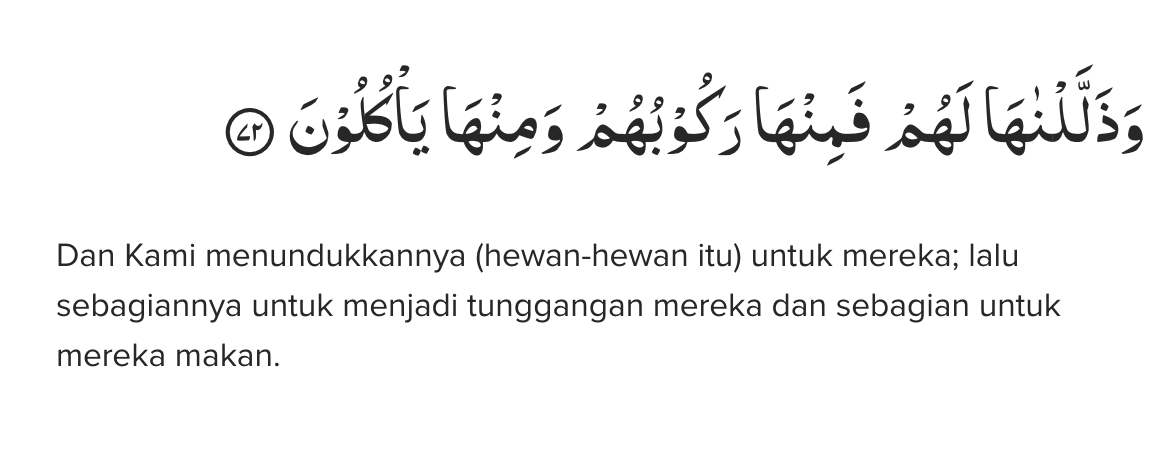 وَذَلَّلْنٰهَا لَهُمْ فَمِنْهَا رَكُوْبُهُمْ وَمِنْهَا يَأْكُلُوْنَ ٧٢
Dan Kami menundukkannya (hewan-hewan itu) untuk mereka; lalu
sebagiannya untuk menjadi tunggangan mereka dan sebagian untuk
mereka makan.